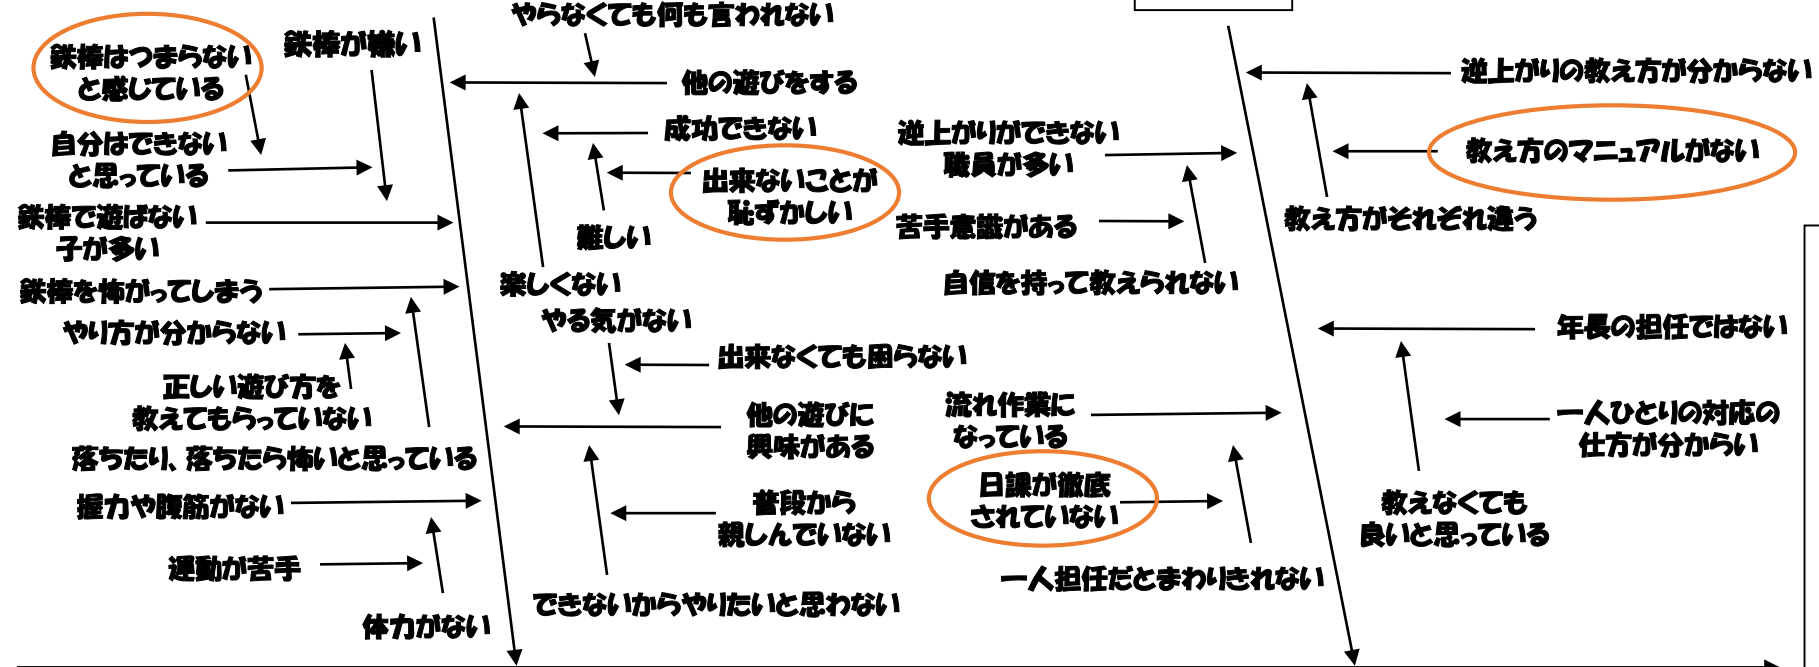 やらなくても何も言われない
鉄棒はつまらない
と感じている
鉄棒が嫌い
他の遊びをする
自分はできない
と思っている
成功できない
出来ないことが
恥ずかしい
難しい
鉄棒で遊ばない
子が多い
楽しくない
鉄棒を怖がってしまう
やる気がない
やり方が分からない
出来なくても困らない
正しい遊び方を
教えてもらっていない
他の遊びに
興味がある
落ちたり、落ちたら怖いと思っている
握力や腹筋がない
普段から
親しんでいない
運動が苦手
できないからやりたいと思わない
体力がない
逆上がりの教え方が分からない
逆上がりができない
職員が多い
教え方のマニュアルがない
苦手意識がある
教え方がそれぞれ違う
自信を持って教えられない
年長の担任ではない
流れ作業に
なっている
一人ひとりの対応の
仕方が分からい
日課が徹底
されていない
教えなくても
良いと思っている
一人担任だとまわりきれない